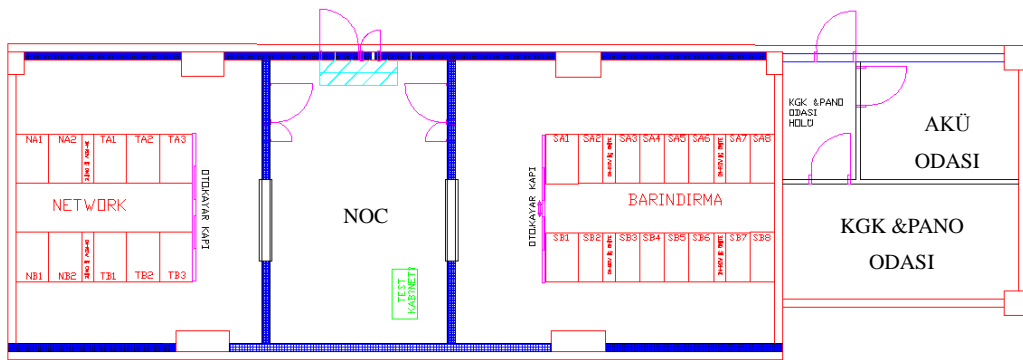 KGK &PANO
ODASI
HOLÜ
AKÜ
ODASI
NA1 NA2 TA1 TA2 TA3
SA1 SA2 SA3 SA4 SA5 SA6 SA7 SA8
OTOKAYAR KAPI
NETWORK
NOC
OTOKAYAR KAPI
BARINDIRMA
KGK &PANO
ODASI
NB1 NB2 TB1 TB2 TB3
SB1 SB2 SB3 SB4 SB5 SB6 SB7 SB8
TEST
KABİNETİ